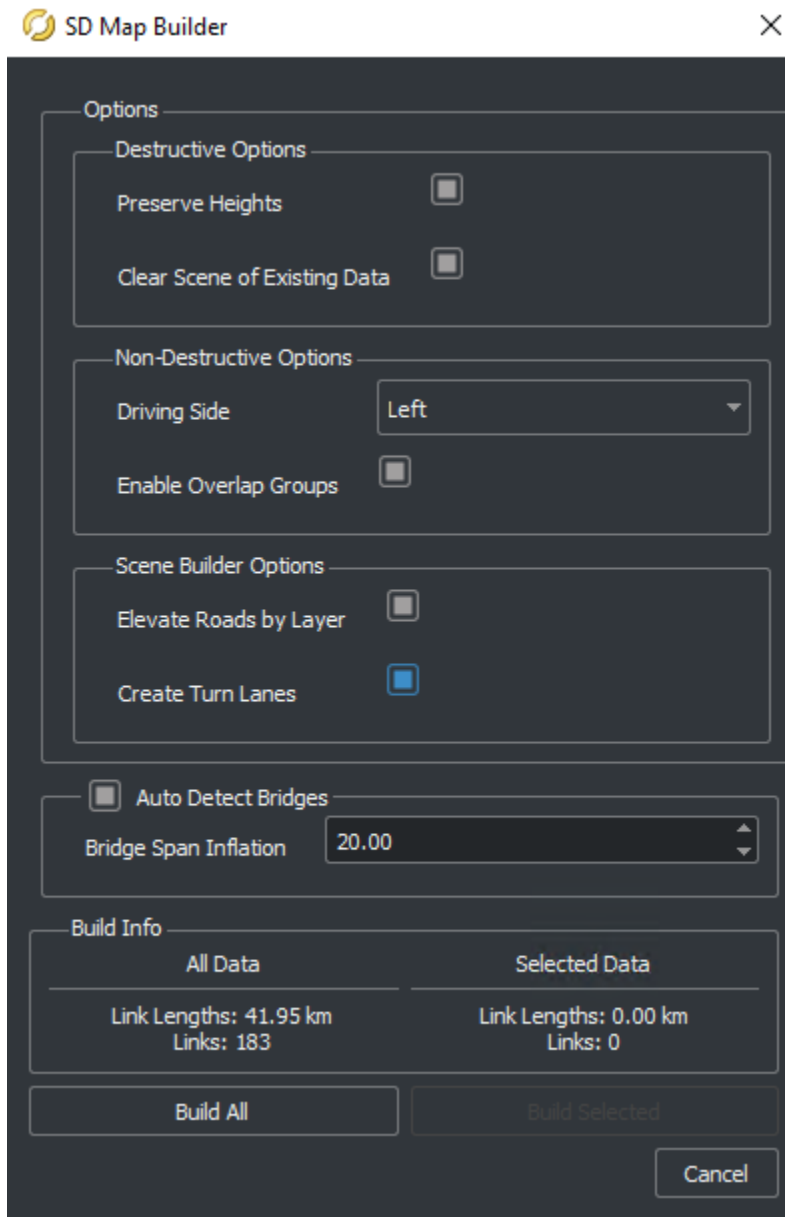 SD Map Builder
Options
Destructive Options
Preserve Heights
Clear Scene of Existing Data
Non-Destructive Options
Driving Side
Left
Enable Overlap Groups
Scene Builder Options
Elevate Roads by Layer
Create Turn Lanes
Auto Detect Bridges
Bridge Span Inflation
20.00
Build Info
All Data
Selected Data
Link Lengths: 41.95 km
Links: 183
Link Lengths: 0.00 km
Links: 0
Build All
Build Selected
Cancel